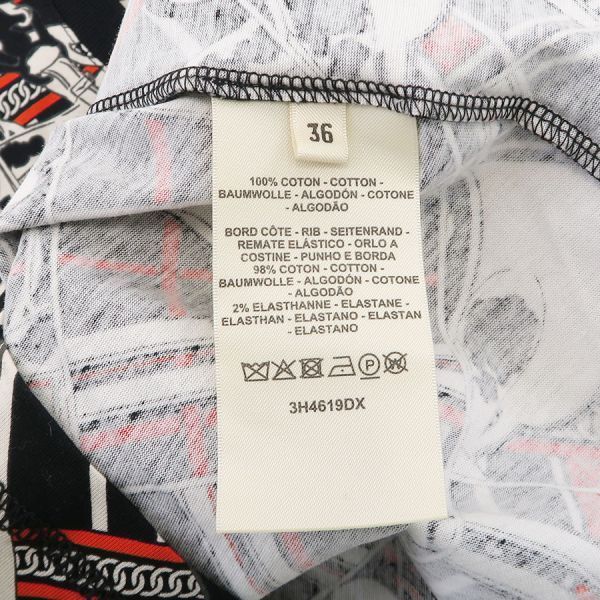 36
100% COTON - COTTON -
BAUMWOLLE - ALGODÓN - COTONE
- ALGODÃO
BORD CÔTE - RIB - SEITENRAND -
REMATE ELÁSTICO - ORLO A
COSTINE - PUNHO E BORDA
98% COTON - COTTON -
BAUMWOLLE - ALGODÓN - COTONE
- ALGODÃO
2% ELASTHANNE - ELASTANE -
ELASTHAN - ELASTANO - ELASTAN
- ELASTANO
3H4619DX